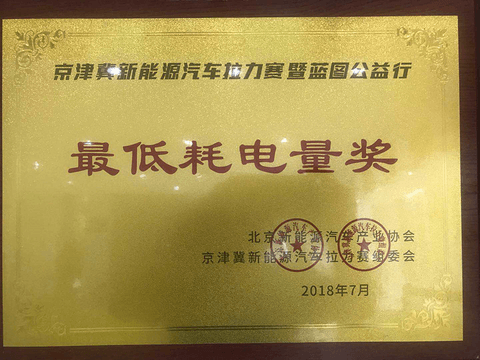 京津冀新能源汽车拉力赛暨蓝图公益行
最低耗电量奖
北京新能源汽车产业协会
京津冀新能源汽车拉力赛组委会
2018年7月